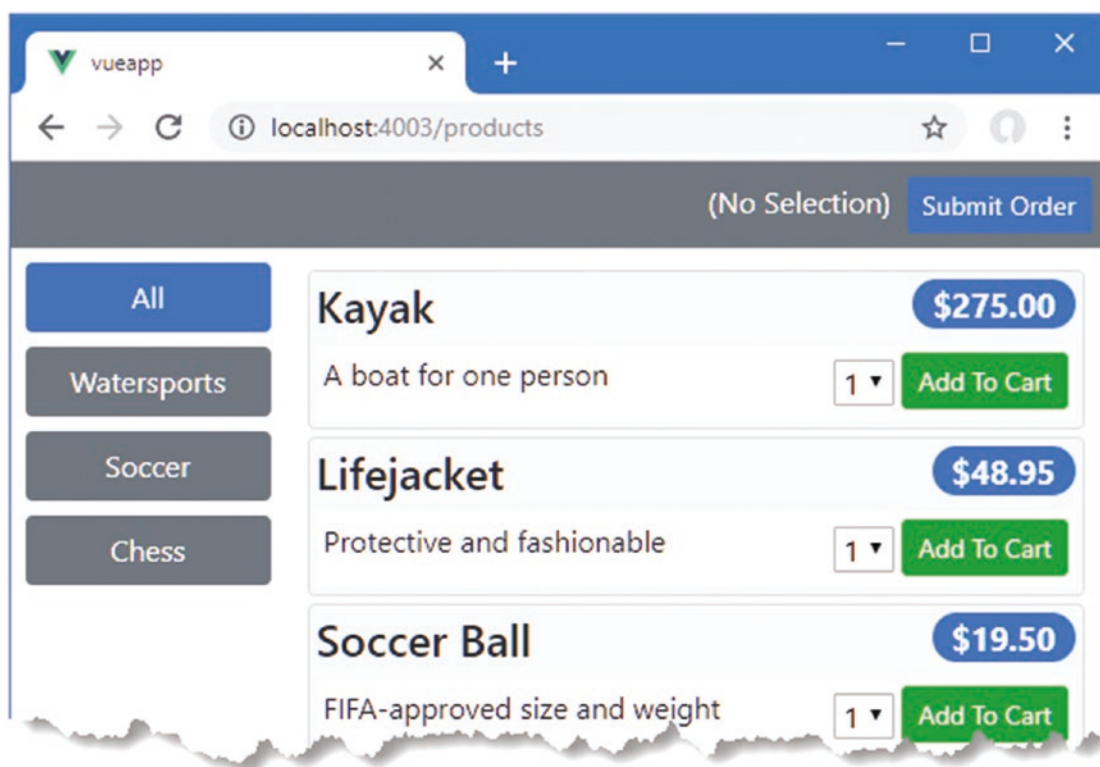 vueapp
localhost:4003/products
(No Selection) Submit Order
All
Watersports
Soccer
Chess
Kayak $275.00
A boat for one person 1 Add To Cart
Lifejacket $48.95
Protective and fashionable 1 Add To Cart
Soccer Ball $19.50
FIFA-approved size and weight 1 Add To Cart